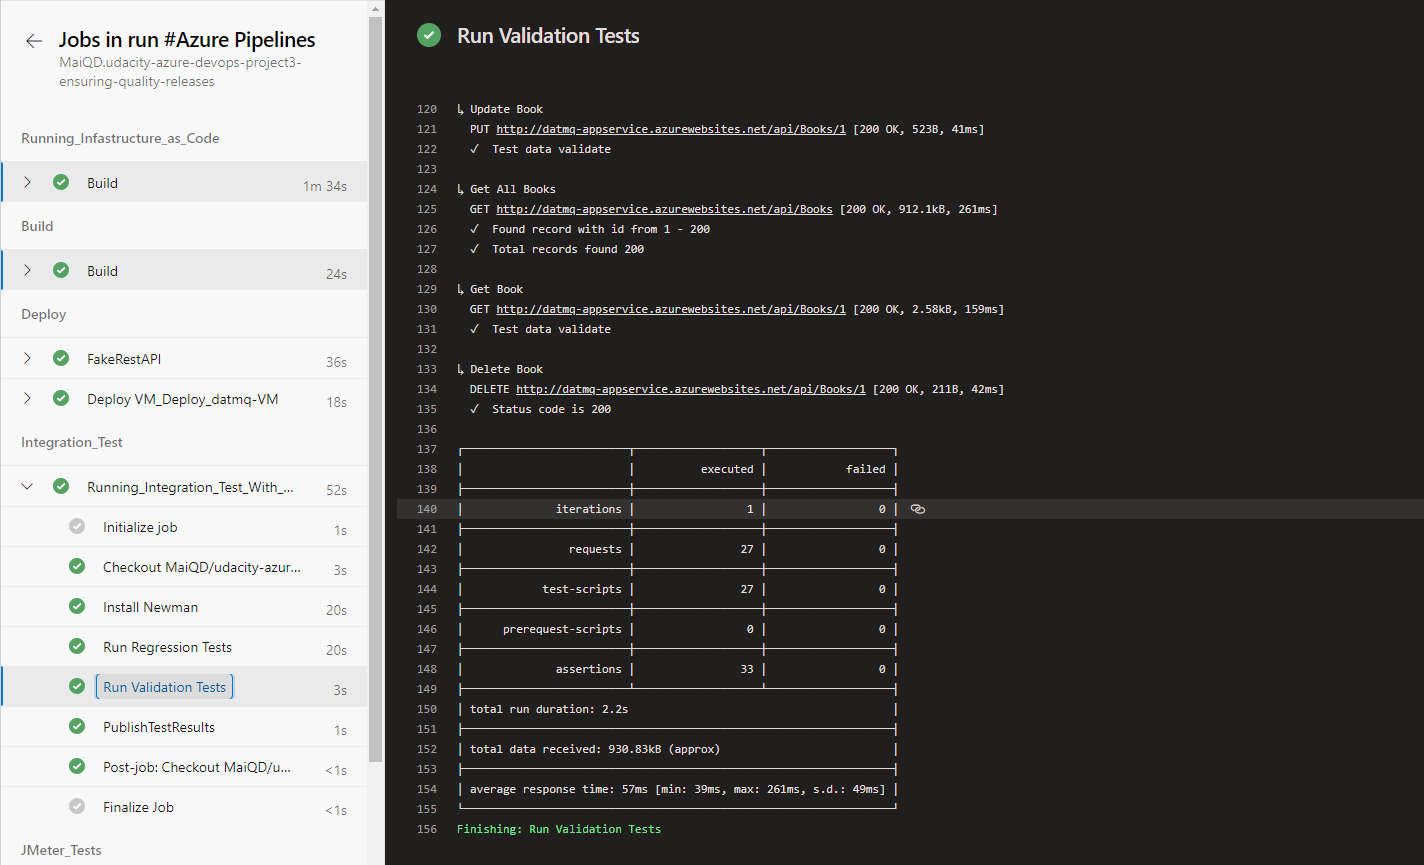 Jobs in run #Azure Pipelines
MaiQD.udacity-azure-devops-project3-
ensuring-quality-releases
Running_Infastructure_as_Code
Build 1m 34s
Build
Build 24s
Deploy
FakeRestAPI 36s
Deploy VM_Deploy_datmq-VM 18s
Integration_Test
Running_Integration_Test_With_... 52s
Initialize job 1s
Checkout MaiQD/udacity-azur... 3s
Install Newman 20s
Run Regression Tests 20s
Run Validation Tests 3s
PublishTestResults 1s
Post-job: Checkout MaiQD/u... <1s
Finalize Job <1s
JMeter_Tests
Run Validation Tests
120 ↳ Update Book
121 PUT http://datmq-appservice.azurewebsites.net/api/Books/1 [200 OK, 523B, 41ms]
122 ✓ Test data validate
123
124 ↳ Get All Books
125 GET http://datmq-appservice.azurewebsites.net/api/Books [200 OK, 912.1kB, 261ms]
126 ✓ Found record with id from 1 - 200
127 ✓ Total records found 200
128
129 ↳ Get Book
130 GET http://datmq-appservice.azurewebsites.net/api/Books/1 [200 OK, 2.58kB, 159ms]
131 ✓ Test data validate
132
133 ↳ Delete Book
134 DELETE http://datmq-appservice.azurewebsites.net/api/Books/1 [200 OK, 211B, 42ms]
135 ✓ Status code is 200
136
137
138 executed failed
139
140 iterations 1 0
141
142 requests 27 0
143
144 test-scripts 27 0
145
146 prerequest-scripts 0 0
147
148 assertions 33 0
149
150 total run duration: 2.2s
151
152 total data received: 930.83kB (approx)
153
154 average response time: 57ms [min: 39ms, max: 261ms, s.d.: 49ms]
155
156 Finishing: Run Validation Tests